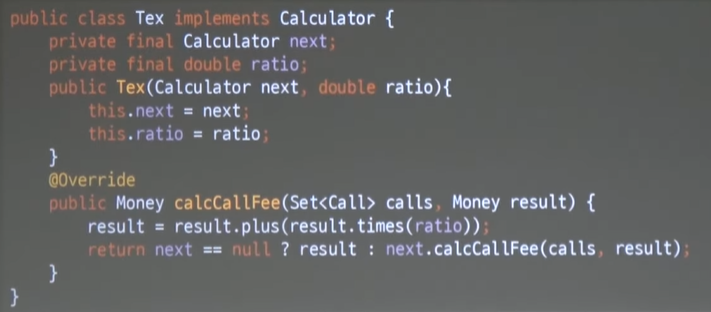 public class Tex implements Calculator {
    private final Calculator next;
    private final double ratio;
    public Tex(Calculator next, double ratio){
        this.next = next;
        this.ratio = ratio;
    }
    @Override
    public Money calcCallFee(Set<Call> calls, Money result) {
        result = result.plus(result.times(ratio));
        return next == null ? result : next.calcCallFee(calls, result);
    }
}